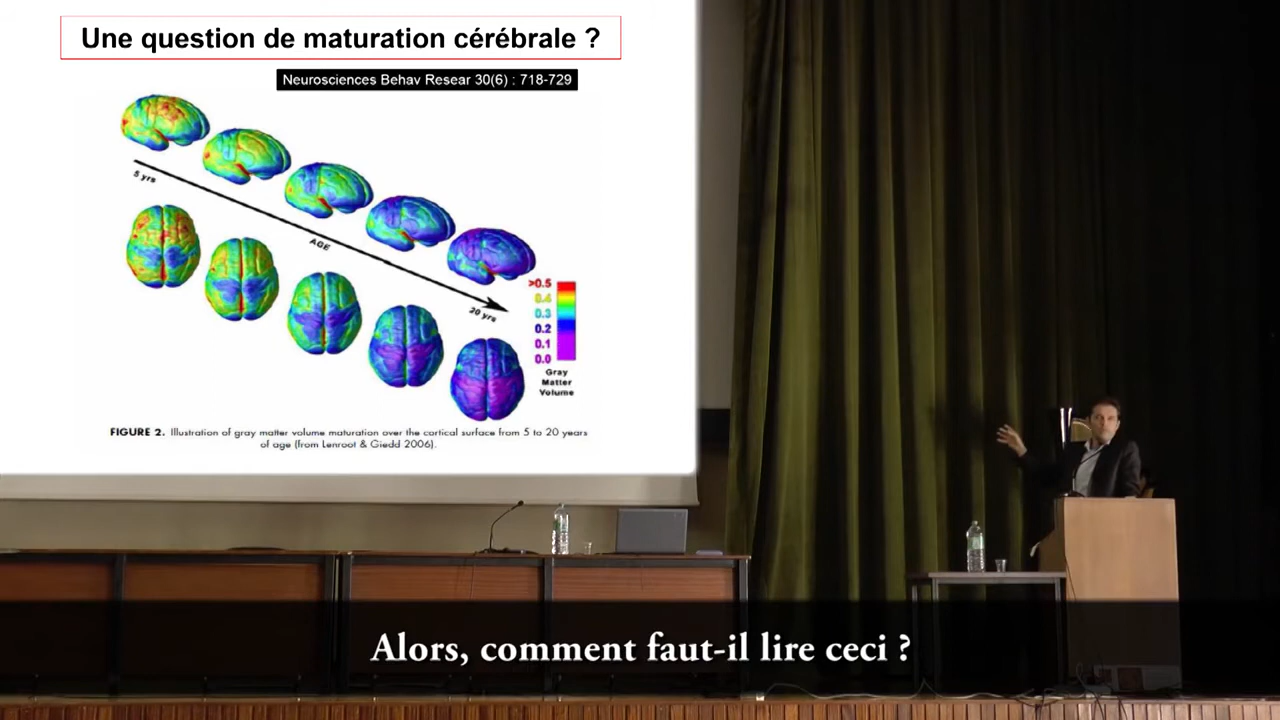 Une question de maturation cérébrale ?
Neurosciences Behav Resear 30(6) : 718-729
5 yrs
AGE
20 yrs
>0.5
0.4
0.3
0.2
0.1
0.0
Gray
Matter
Volume
FIGURE 2. Illustration of gray matter volume maturation over the cortical surface from 5 to 20 years
of age (from Lenroot & Giedd 2006).
Alors, comment faut-il lire ceci ?